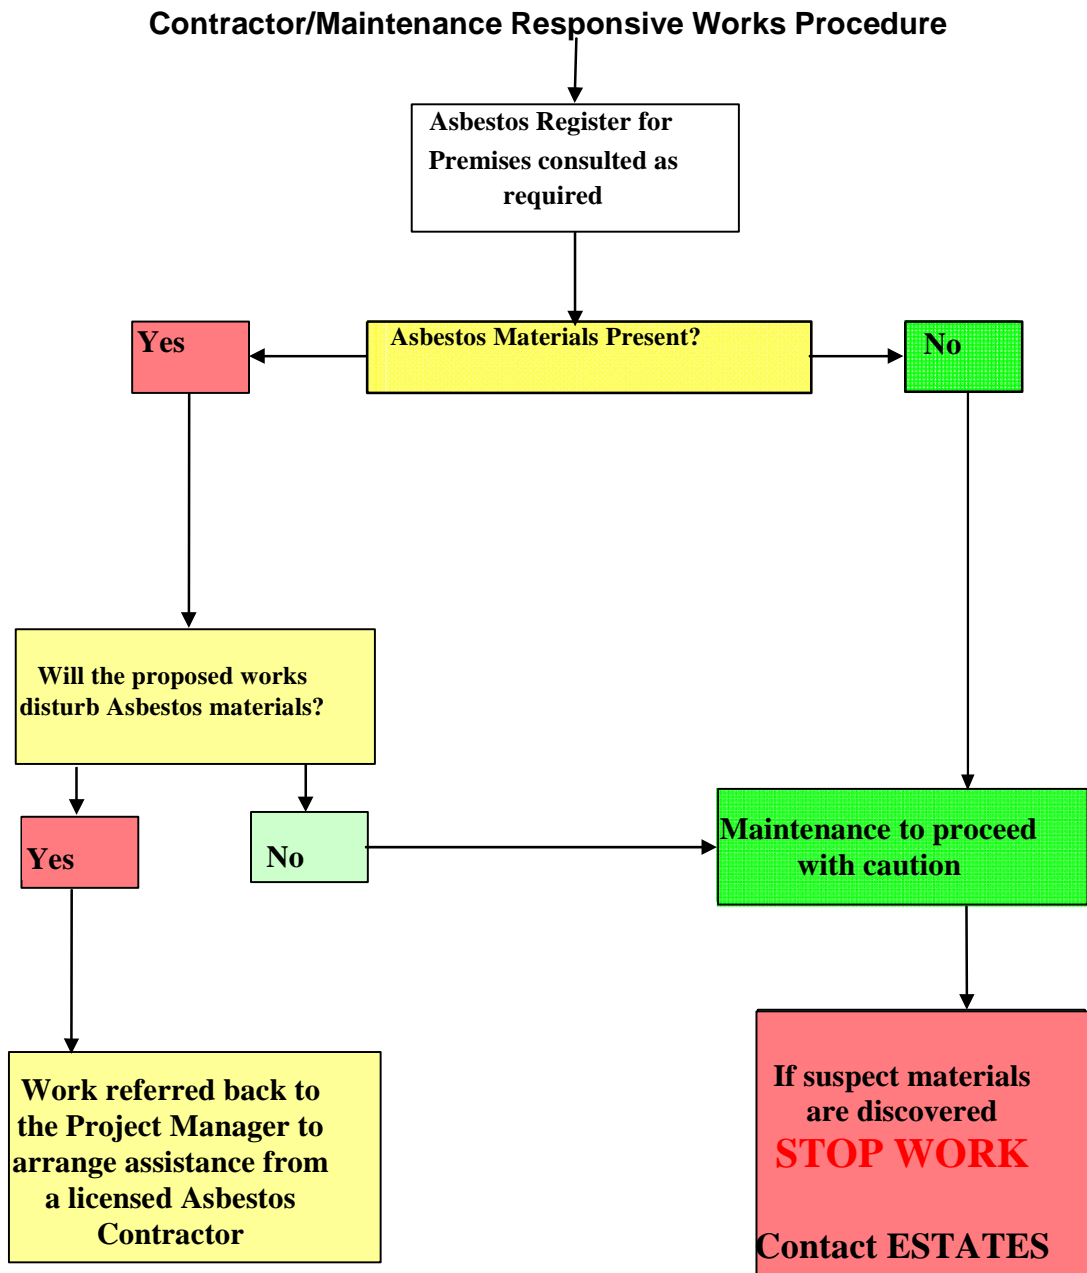 Contractor/Maintenance Responsive Works Procedure
Asbestos Register for
Premises consulted as
required
Yes
Asbestos Materials Present?
No
Will the proposed works
disturb Asbestos materials?
Yes
No
Maintenance to proceed
with caution
Work referred back to
the Project Manager to
arrange assistance from
a licensed Asbestos
Contractor
If suspect materials
are discovered
STOP WORK
Contact ESTATES